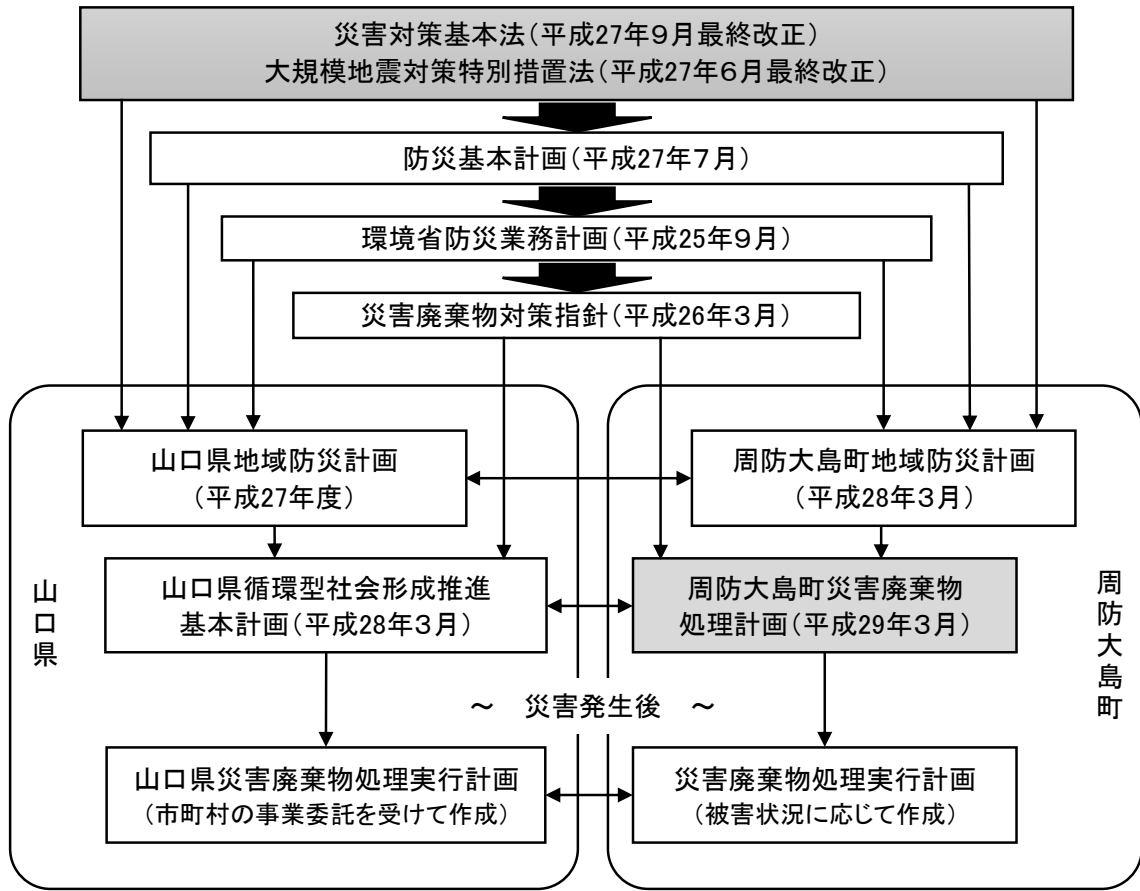 災害対策基本法（平成27年９月最終改正）
大規模地震対策特別措置法（平成27年６月最終改正）
防災基本計画（平成27年７月）
環境省防災業務計画（平成25年９月）
災害廃棄物対策指針（平成26年３月）
山口県地域防災計画
（平成27年度）
周防大島町地域防災計画
（平成28年３月）
山口県循環型社会形成推進
基本計画（平成28年３月）
周防大島町災害廃棄物
処理計画（平成29年３月）
山口県
周防大島町
～　災害発生後　～
山口県災害廃棄物処理実行計画
（市町村の事業委託を受けて作成）
災害廃棄物処理実行計画
（被害状況に応じて作成）